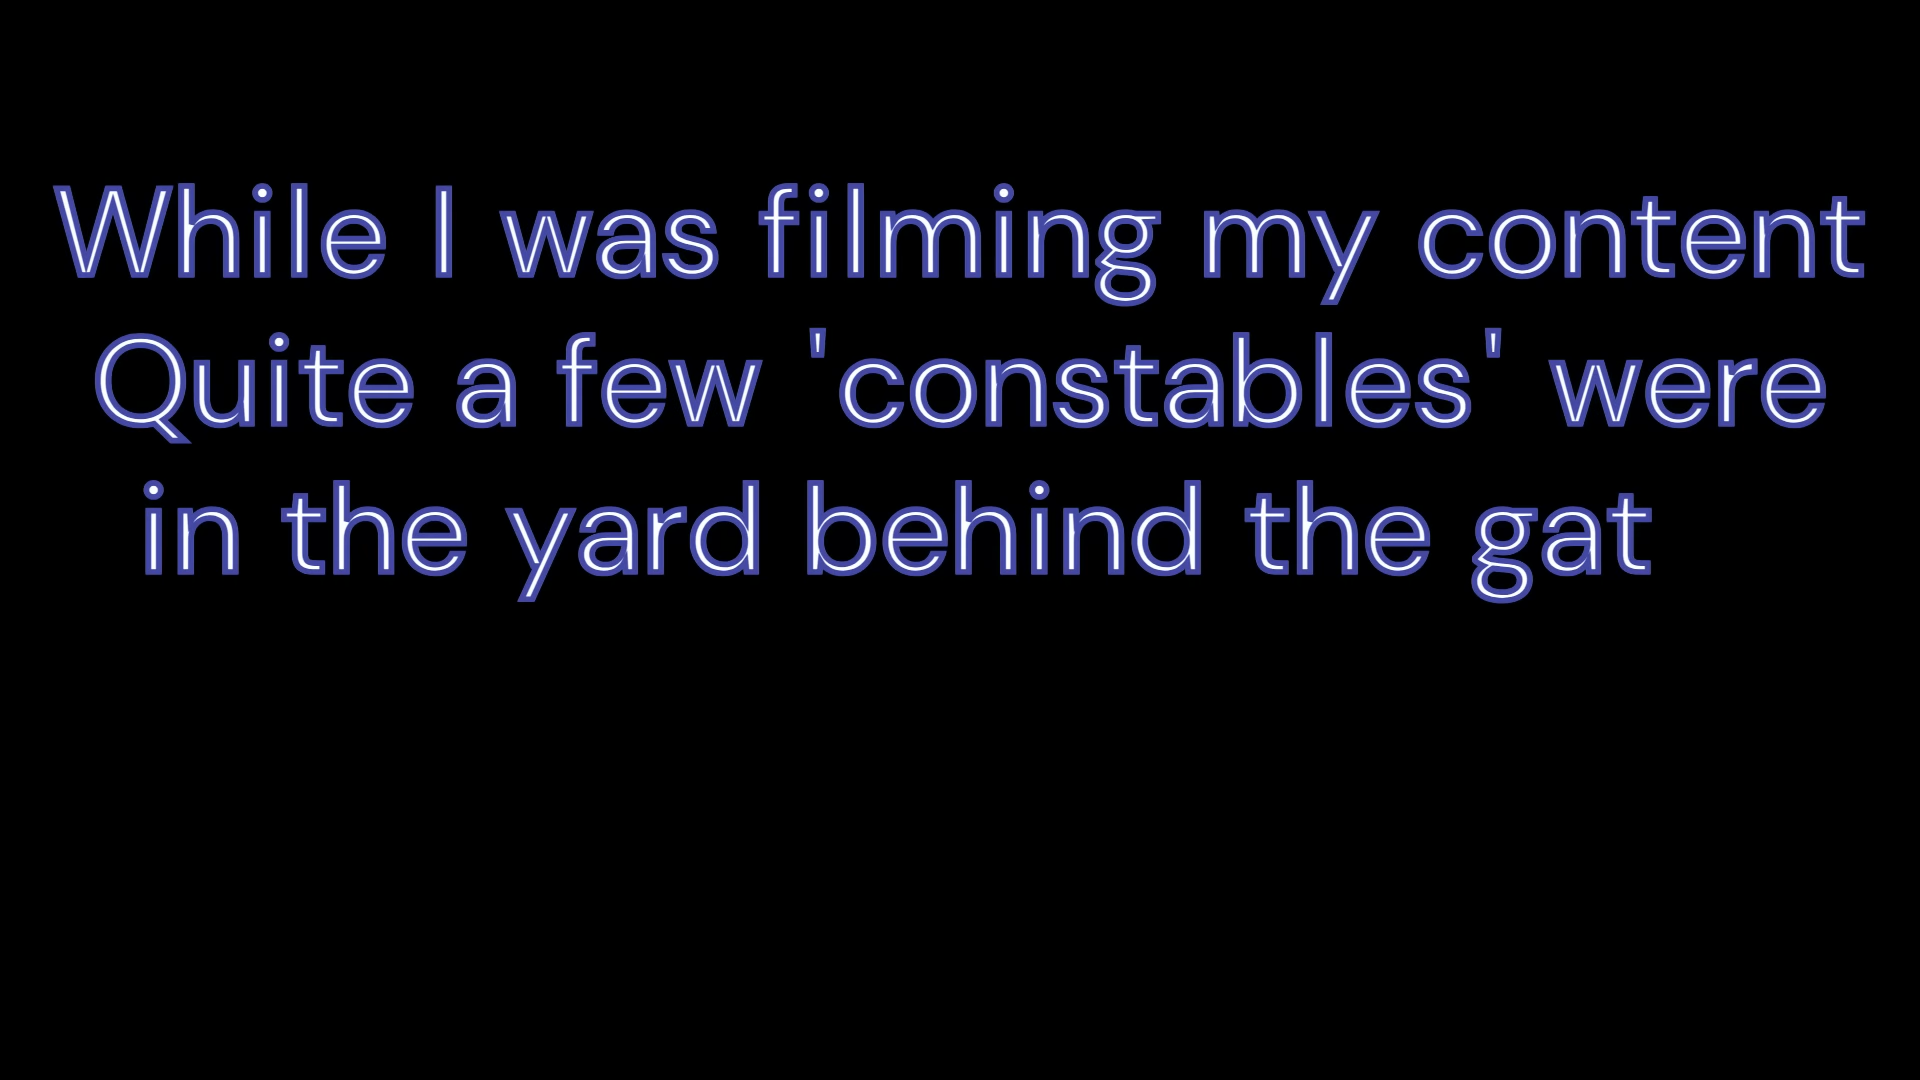 While I was filming my content
Quite a few 'constables' were
in the yard behind the gat